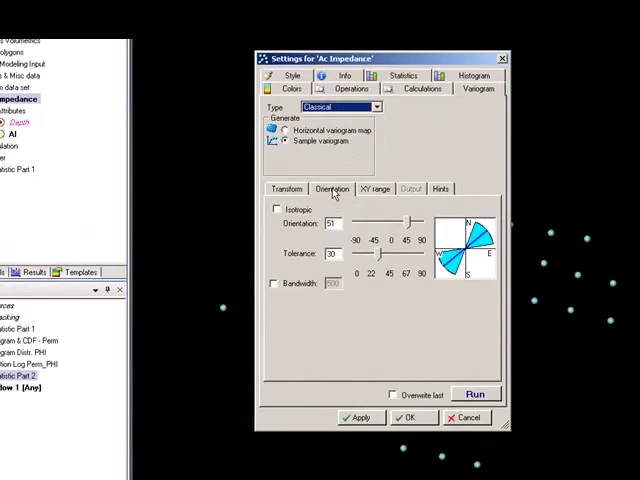 Settings for 'Ac Impedance'
Style
Info
Statistics
Histogram
Colors
Operations
Calculations
Variogram
Type
Classical
Generate
Horizontal variogram map
Sample variogram
Transform
Orientation
XY range
Output
Hints
Isotropic
Orientation:
51
-90 -45 0 45 90
Tolerance:
30
0 22 45 67 90
Bandwidth:
500
N
W
E
S
Overwrite last
Run
Apply
OK
Cancel
olygons
Modeling Input
s & Misc data
n data set
mpedance
ttributes
Depth
AI
ulation
er
atistic Part 1
ls
Results
Templates
rces
acking
atistic Part 1
gram & CDF - Perm
gram Distr. PHI
tion Log Perm_PHI
atistic Part 2
dow 1 [Any]